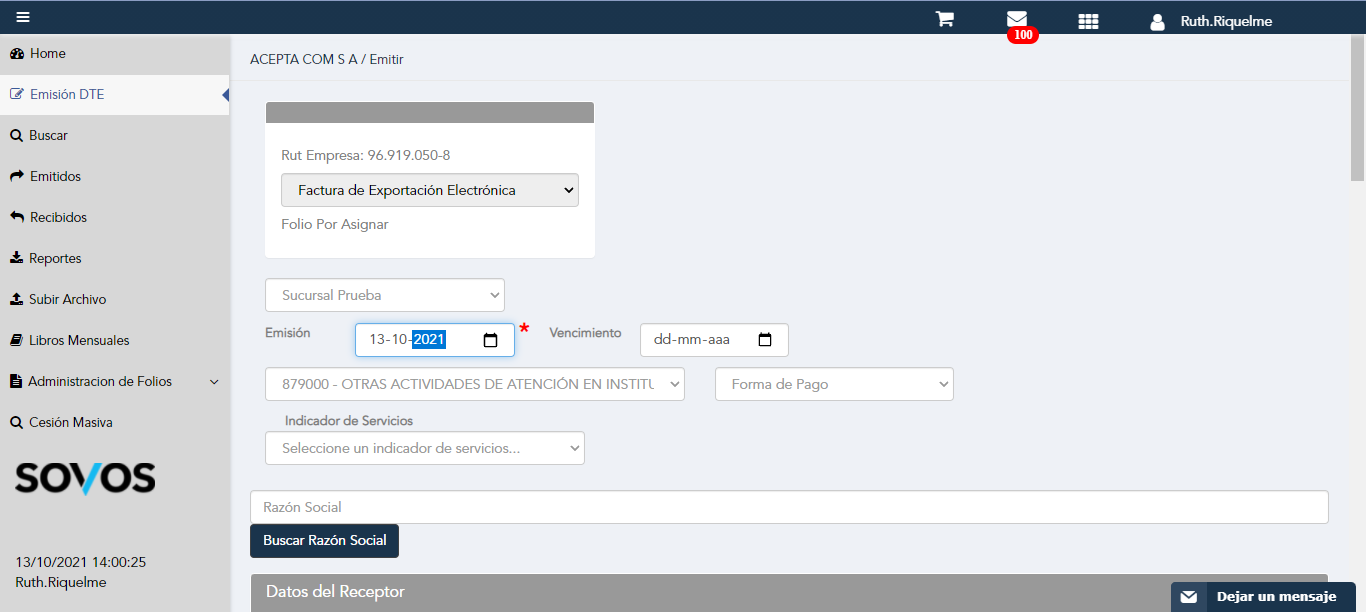 Ruth.Riquelme
100
Home
Emisión DTE
Buscar
Emitidos
Recibidos
Reportes
Subir Archivo
Libros Mensuales
Administracion de Folios
Cesión Masiva
SOVOS
13/10/2021 14:00:25
Ruth.Riquelme
ACEPTA COM S A / Emitir
Rut Empresa: 96.919.050-8
Factura de Exportación Electrónica
Folio Por Asignar
Sucursal Prueba
Emisión 13-10-2021 * Vencimiento dd-mm-aaa
879000 - OTRAS ACTIVIDADES DE ATENCIÓN EN INSTITU Forma de Pago
Indicador de Servicios
Seleccione un indicador de servicios...
Razón Social
Buscar Razón Social
Datos del Receptor
Dejar un mensaje